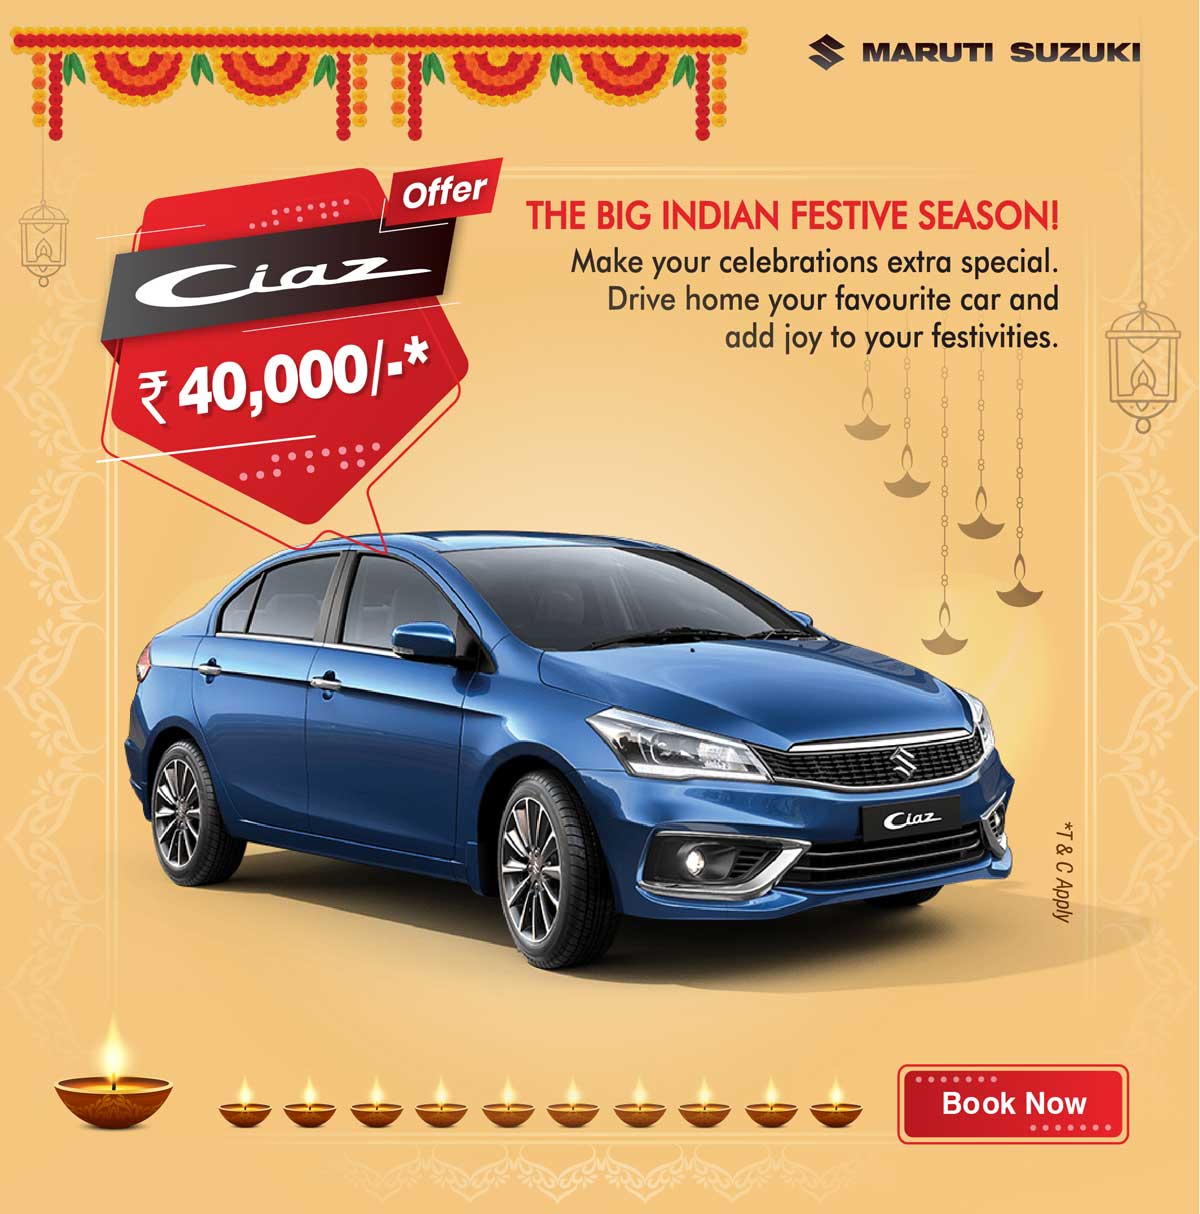 MARUTI SUZUKI
Offer
Ciaz
₹ 40,000/-*
THE BIG INDIAN FESTIVE SEASON!
Make your celebrations extra special.
Drive home your favourite car and
add joy to your festivities.
Ciaz
*T & C Apply
Book Now